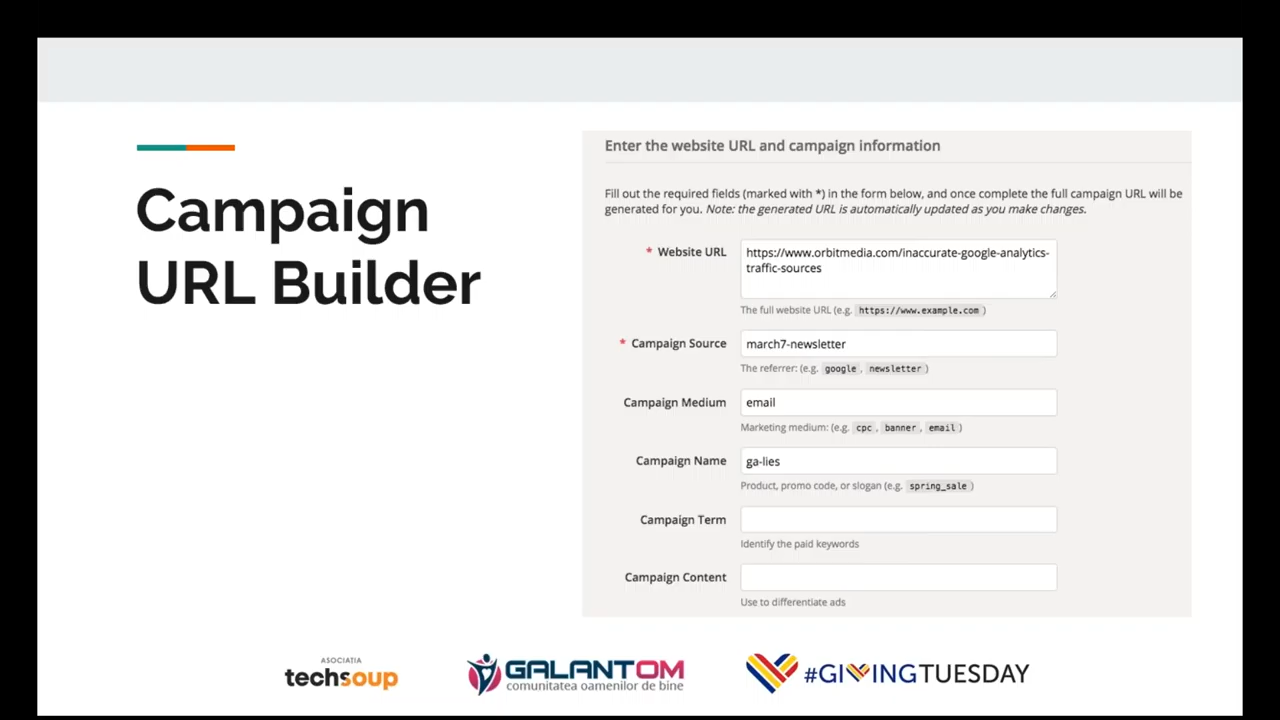 Campaign
URL Builder
Enter the website URL and campaign information
Fill out the required fields (marked with *) in the form below, and once complete the full campaign URL will be
generated for you. Note: the generated URL is automatically updated as you make changes.
* Website URL
https://www.orbitmedia.com/inaccurate-google-analytics-
traffic-sources
The full website URL (e.g. https://www.example.com )
* Campaign Source
march7-newsletter
The referrer: (e.g. google , newsletter )
Campaign Medium
email
Marketing medium: (e.g. cpc , banner , email )
Campaign Name
ga-lies
Product, promo code, or slogan (e.g. spring_sale )
Campaign Term
Identify the paid keywords
Campaign Content
Use to differentiate ads
ASOCIAȚIA
techsoup
GALANTOM
comunitatea oamenilor de bine
#GIVINGTUESDAY